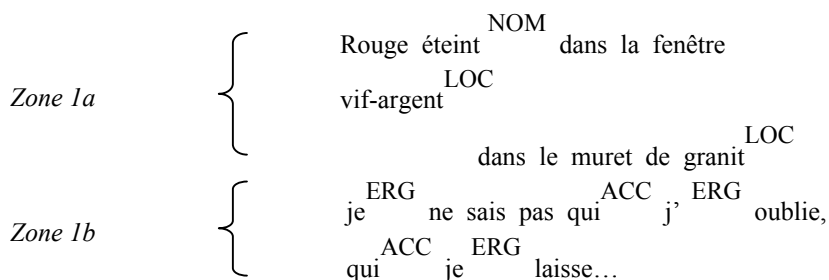 Rouge éteint NOM dans la fenêtre
Zone 1a vif-argent LOC
dans le muret de granit LOC
je ERG ne sais pas qui ACC j’ ERG oublie,
Zone 1b
qui ACC je ERG laisse…